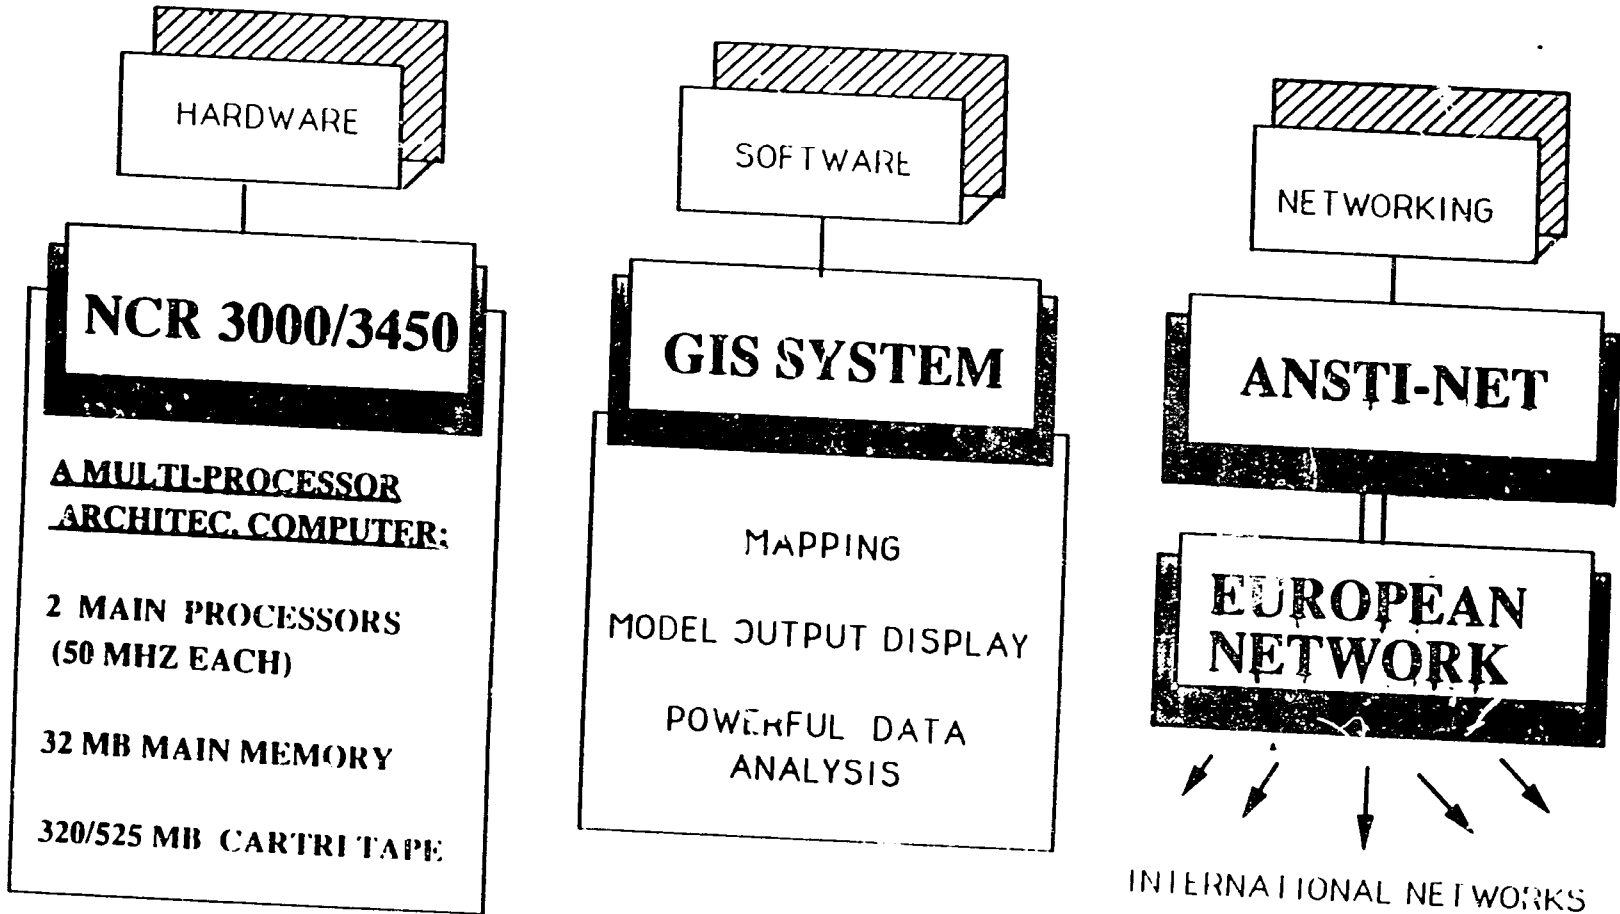 HARDWARE
NCR 3000/3450
A MULTI-PROCESSOR
ARCHITEC. COMPUTER:
2 MAIN PROCESSORS
(50 MHZ EACH)
32 MB MAIN MEMORY
320/525 MB CARTRI TAPE
SOFTWARE
GIS SYSTEM
MAPPING
MODEL OUTPUT DISPLAY
POWERFUL DATA
ANALYSIS
NETWORKING
ANSTI-NET
EUROPEAN
NETWORK
INTERNATIONAL NETWORKS